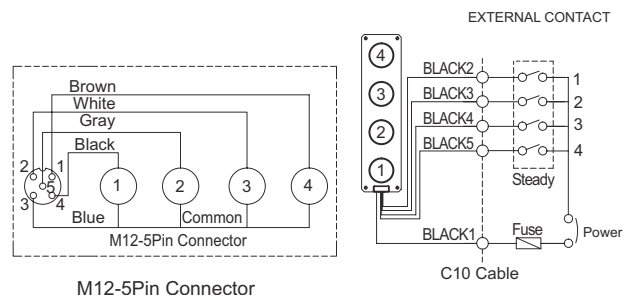 EXTERNAL CONTACT
Brown
White
Gray
Black
2 1
5
3 4
1 2 3 4
Blue Common
M12-5Pin Connector
M12-5Pin Connector
4
3
2
1
BLACK2 1
BLACK3 2
BLACK4 3
BLACK5 4
Steady
BLACK1 Fuse Power
C10 Cable